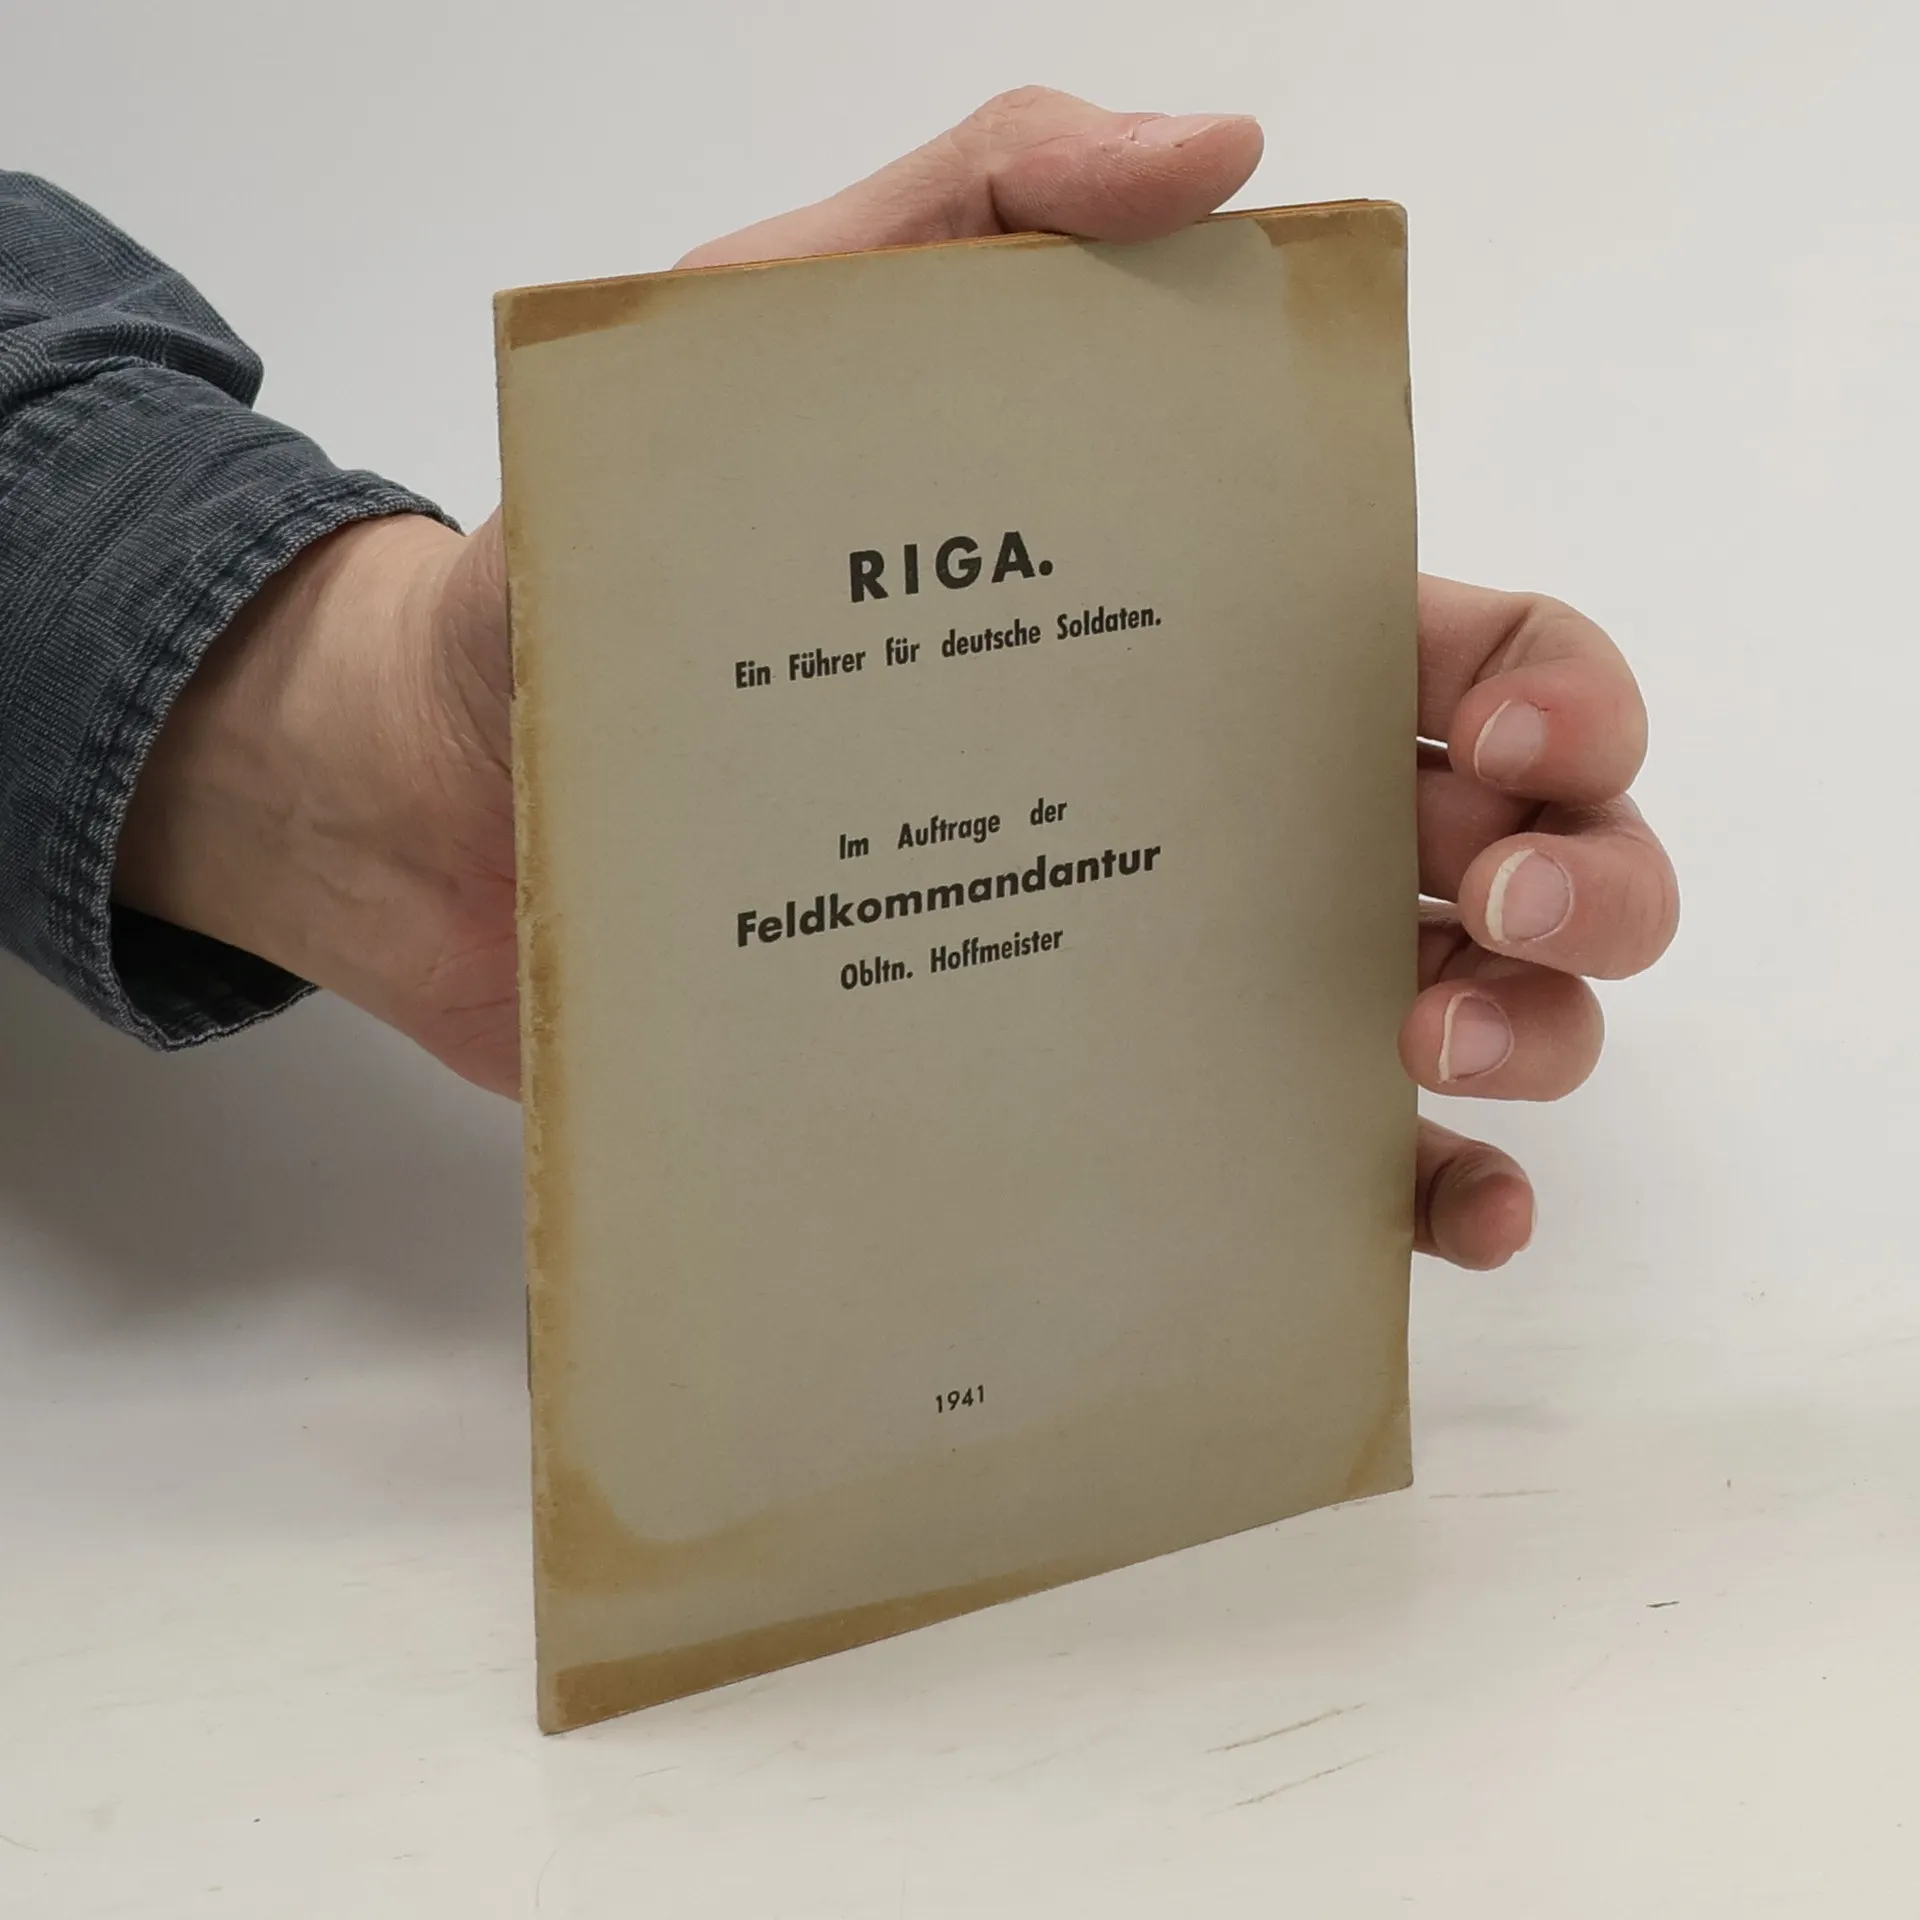 RIGA.
Ein Führer für deutsche Soldaten.
Im Auftrage der
Feldkommandantur
Obltn. Hoffmeister
1941